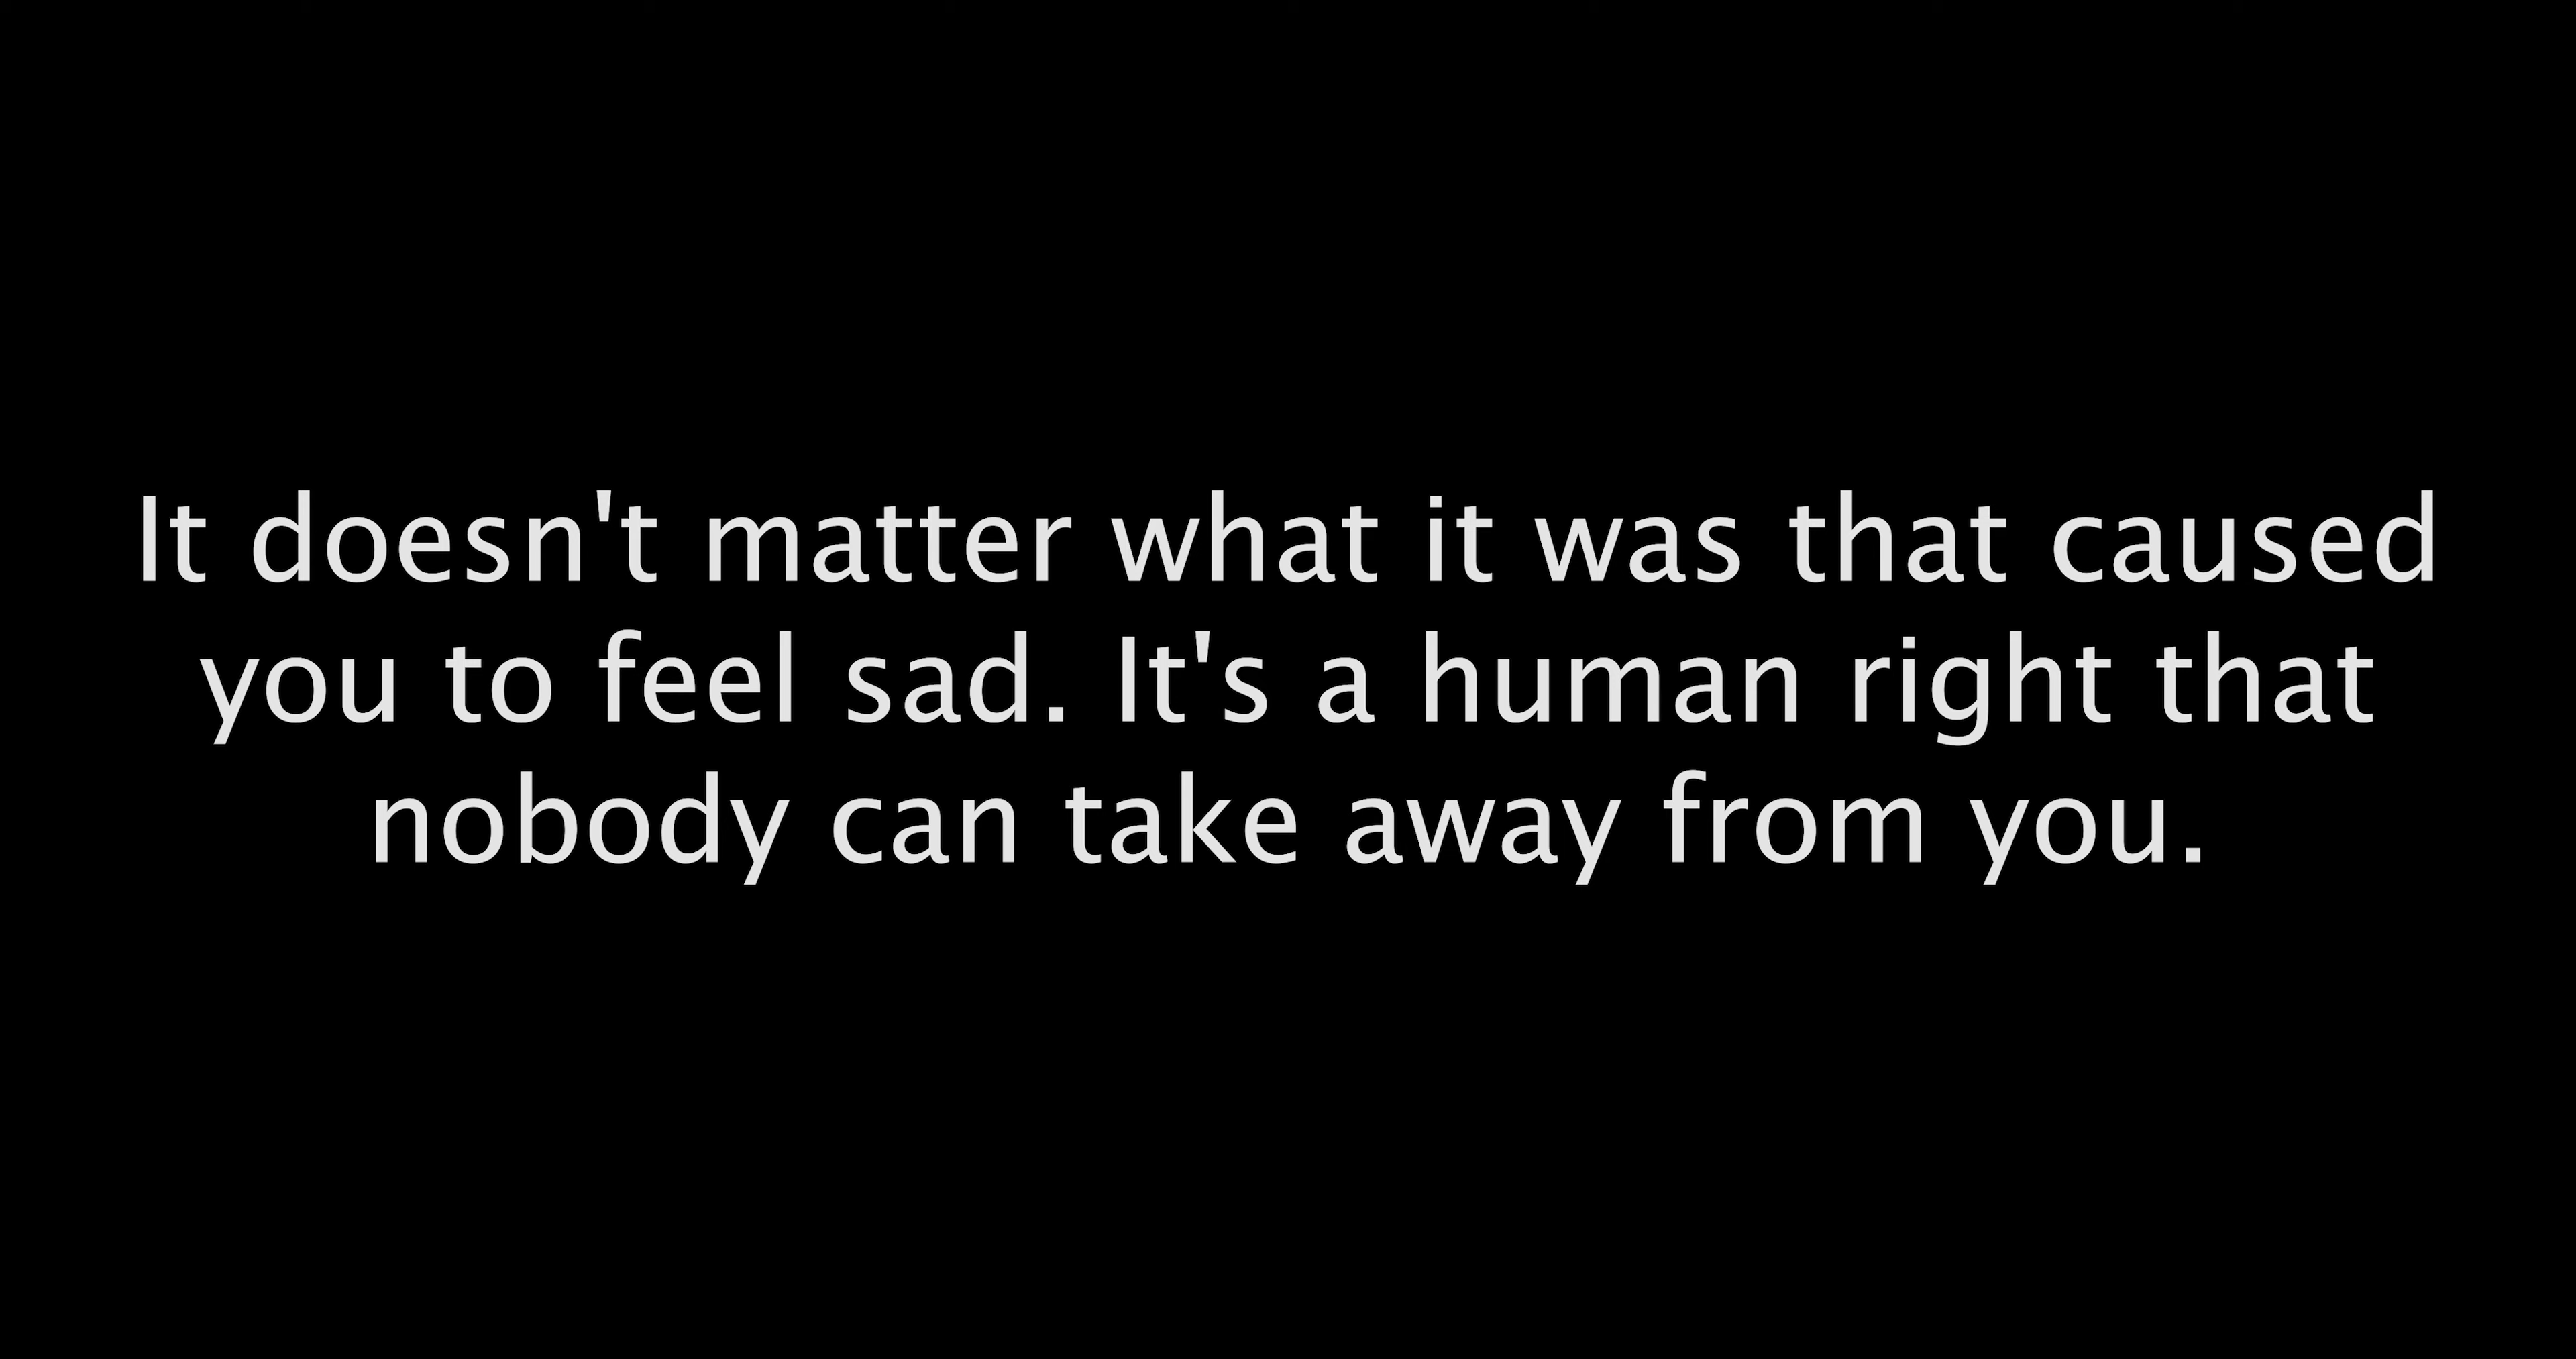 It doesn't matter what it was that caused
you to feel sad. It's a human right that
nobody can take away from you.